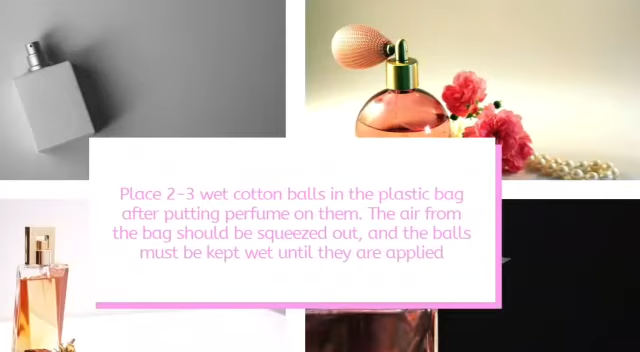 Place 2-3 wet cotton balls in the plastic bag
after putting perfume on them. The air from
the bag should be squeezed out, and the balls
must be kept wet until they are applied